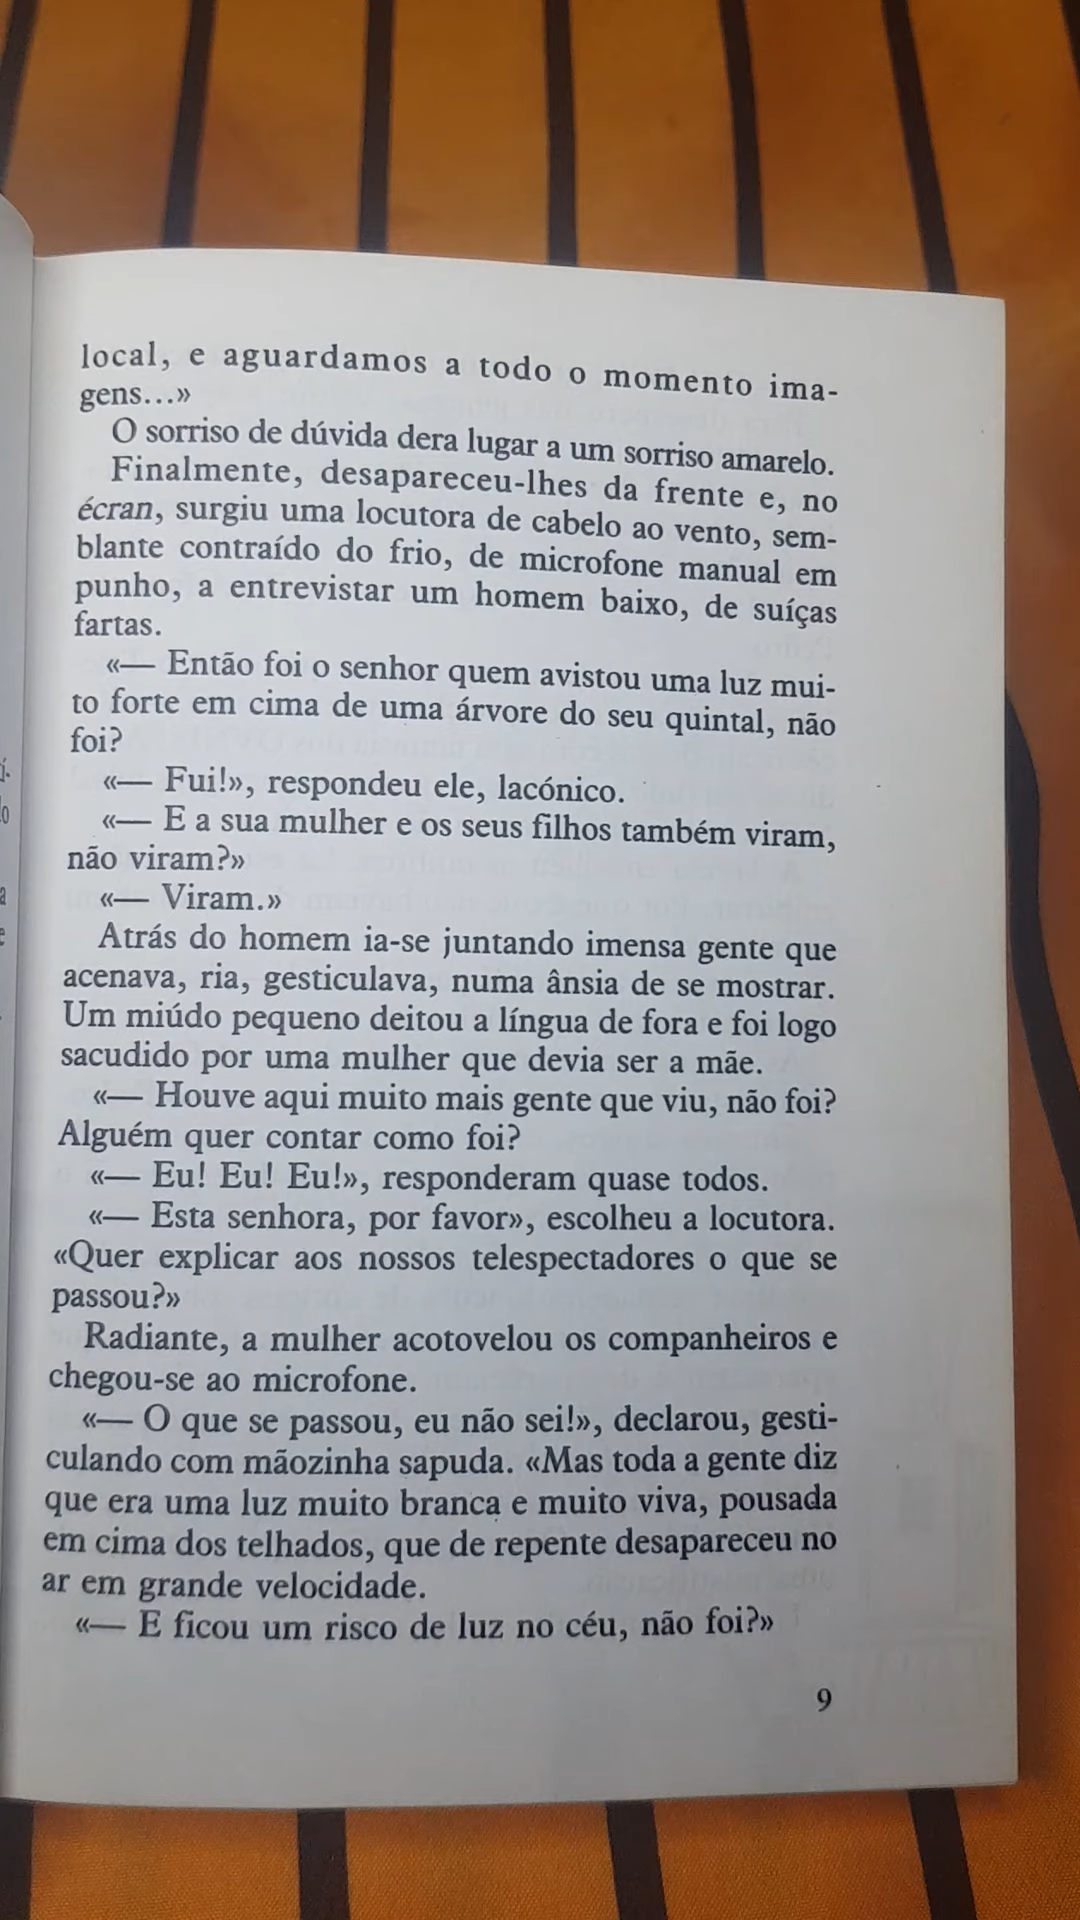 local, e aguardamos a todo o momento ima-
gens...»
O sorriso de dúvida dera lugar a um sorriso amarelo.
Finalmente, desapareceu-lhes da frente e, no
écran, surgiu uma locutora de cabelo ao vento, sem-
blante contraído do frio, de microfone manual em
punho, a entrevistar um homem baixo, de suíças
fartas.
«— Então foi o senhor quem avistou uma luz mui-
to forte em cima de uma árvore do seu quintal, não
foi?
«— Fui!», respondeu ele, lacónico.
«— E a sua mulher e os seus filhos também viram,
não viram?»
«— Viram.»
Atrás do homem ia-se juntando imensa gente que
acenava, ria, gesticulava, numa ânsia de se mostrar.
Um miúdo pequeno deitou a língua de fora e foi logo
sacudido por uma mulher que devia ser a mãe.
«— Houve aqui muito mais gente que viu, não foi?
Alguém quer contar como foi?
«— Eu! Eu! Eu!», responderam quase todos.
«— Esta senhora, por favor», escolheu a locutora.
«Quer explicar aos nossos telespectadores o que se
passou?»
Radiante, a mulher acotovelou os companheiros e
chegou-se ao microfone.
«— O que se passou, eu não sei!», declarou, gesti-
culando com mãozinha sapuda. «Mas toda a gente diz
que era uma luz muito branca e muito viva, pousada
em cima dos telhados, que de repente desapareceu no
ar em grande velocidade.
«— E ficou um risco de luz no céu, não foi?»
9